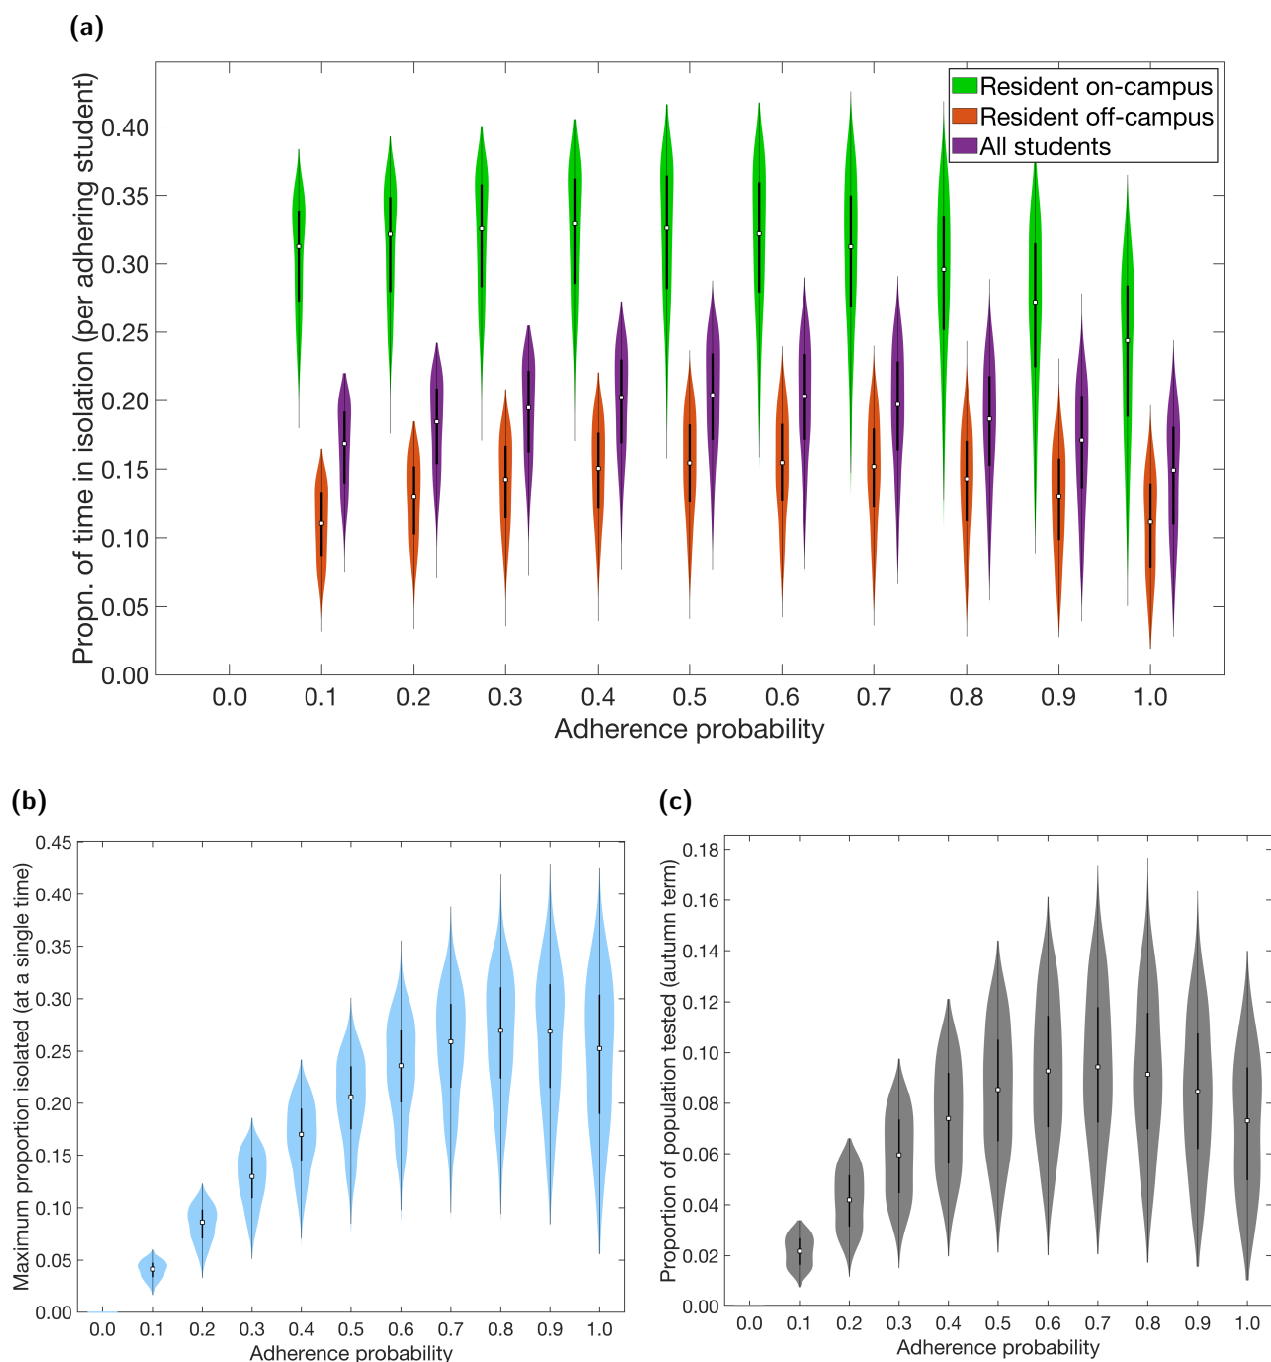 (a)
Propn. of time in isolation (per adhering student)
0.40
0.35
0.30
0.25
0.20
0.15
0.10
0.05
0.00
Resident on-campus
Resident off-campus
All students
0.0 0.1 0.2 0.3 0.4 0.5 0.6 0.7 0.8 0.9 1.0
Adherence probability
(b)
Maximum proportion isolated (at a single time)
0.45
0.40
0.35
0.30
0.25
0.20
0.15
0.10
0.05
0.00
0.0 0.1 0.2 0.3 0.4 0.5 0.6 0.7 0.8 0.9 1.0
Adherence probability
(c)
Proportion of population tested (autumn term)
0.18
0.16
0.14
0.12
0.10
0.08
0.06
0.04
0.02
0.00
0.0 0.1 0.2 0.3 0.4 0.5 0.6 0.7 0.8 0.9 1.0
Adherence probability